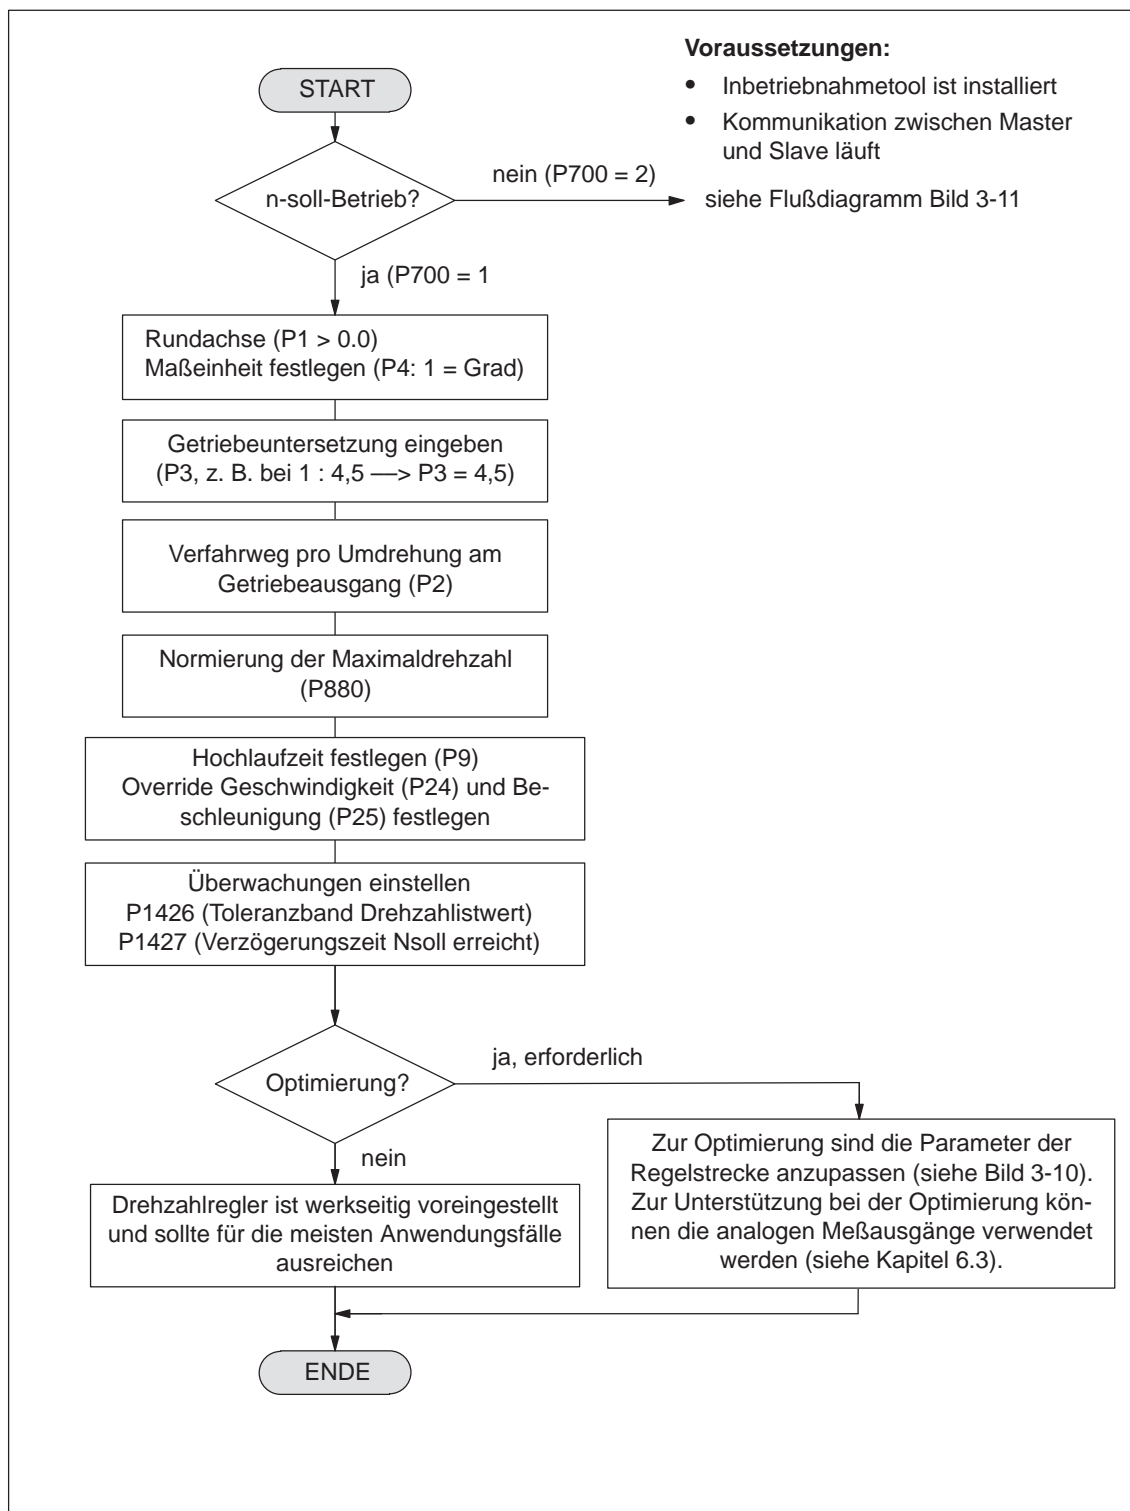 Voraussetzungen:
• Inbetriebnahmetool ist installiert
• Kommunikation zwischen Master
und Slave läuft
START
n-soll-Betrieb?
nein (P700 = 2)
siehe Flußdiagramm Bild 3-11
ja (P700 = 1
Rundachse (P1 > 0.0)
Maßeinheit festlegen (P4: 1 = Grad)
Getriebeuntersetzung eingeben
(P3, z. B. bei 1 : 4,5 —> P3 = 4,5)
Verfahrweg pro Umdrehung am
Getriebeausgang (P2)
Normierung der Maximaldrehzahl
(P880)
Hochlaufzeit festlegen (P9)
Override Geschwindigkeit (P24) und Be-
schleunigung (P25) festlegen
Überwachungen einstellen
P1426 (Toleranzband Drehzahlistwert)
P1427 (Verzögerungszeit Nsoll erreicht)
Optimierung?
ja, erforderlich
nein
Zur Optimierung sind die Parameter der
Regelstrecke anzupassen (siehe Bild 3-10).
Zur Unterstützung bei der Optimierung kön-
nen die analogen Meßausgänge verwendet
werden (siehe Kapitel 6.3).
Drehzahlregler ist werkseitig voreingestellt
und sollte für die meisten Anwendungsfälle
ausreichen
ENDE